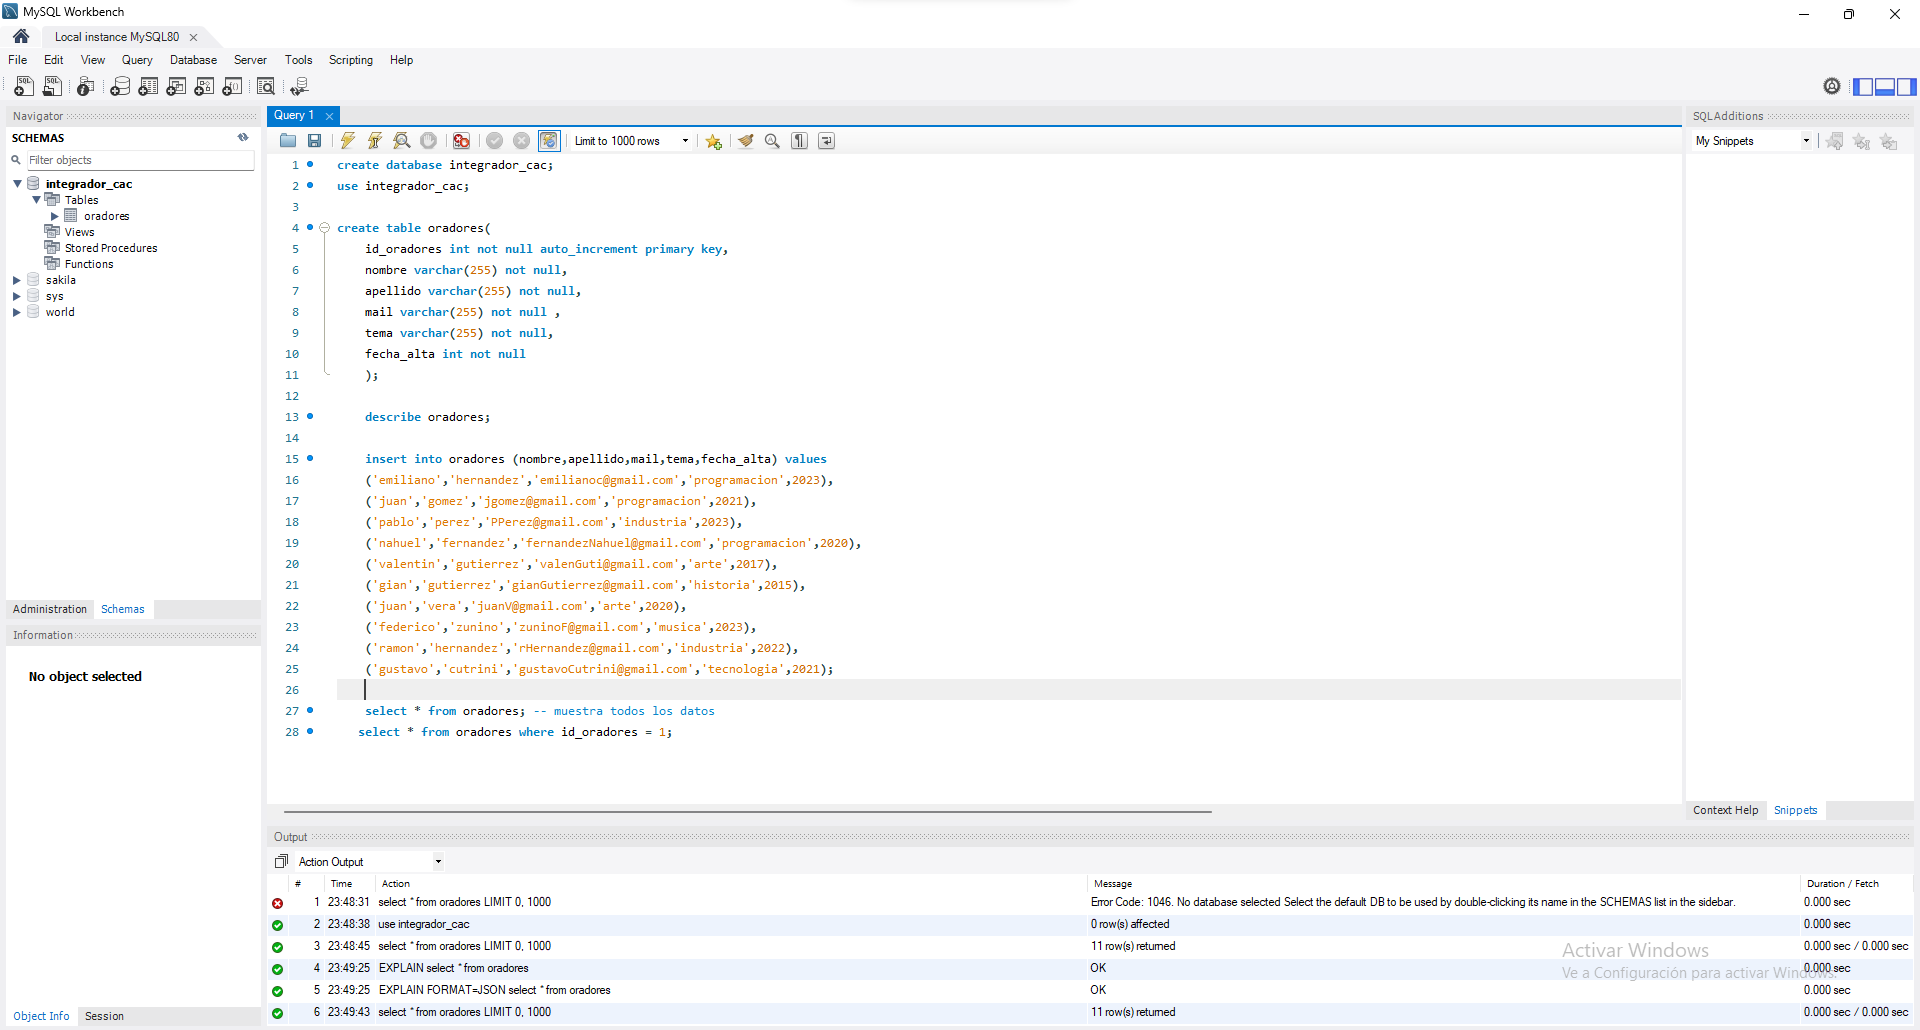 MySQL Workbench
Local instance MySQL80
File Edit View Query Database Server Tools Scripting Help
Navigator
SCHEMAS
Filter objects
integrador_cac
Tables
oradores
Views
Stored Procedures
Functions
sakila
sys
world
Administration Schemas
Information
No object selected
Object Info Session
Query 1
Limit to 1000 rows
1 create database integrador_cac;
2 use integrador_cac;
3
4 create table oradores(
5 id_oradores int not null auto_increment primary key,
6 nombre varchar(255) not null,
7 apellido varchar(255) not null,
8 mail varchar(255) not null ,
9 tema varchar(255) not null,
10 fecha_alta int not null
11 );
12
13 describe oradores;
14
15 insert into oradores (nombre,apellido,mail,tema,fecha_alta) values
16 ('emiliano','hernandez','emilianoc@gmail.com','programacion',2023),
17 ('juan','gomez','jgomez@gmail.com','programacion',2021),
18 ('pablo','perez','PPerez@gmail.com','industria',2023),
19 ('nahuel','fernandez','fernandezNahuel@gmail.com','programacion',2020),
20 ('valentin','gutierrez','valenGuti@gmail.com','arte',2017),
21 ('gian','gutierrez','gianGutierrez@gmail.com','historia',2015),
22 ('juan','vera','juanV@gmail.com','arte',2020),
23 ('federico','zunino','zuninoF@gmail.com','musica',2023),
24 ('ramon','hernandez','rHernandez@gmail.com','industria',2022),
25 ('gustavo','cutrini','gustavoCutrini@gmail.com','tecnologia',2021);
26
27 select * from oradores; -- muestra todos los datos
28 select * from oradores where id_oradores = 1;
SQLAdditions
My Snippets
Context Help Snippets
Output
Action Output
# Time Action Message Duration / Fetch
1 23:48:31 select * from oradores LIMIT 0, 1000 Error Code: 1046. No database selected Select the default DB to be used by double-clicking its name in the SCHEMAS list in the sidebar. 0.000 sec
2 23:48:38 use integrador_cac 0 row(s) affected 0.000 sec
3 23:48:45 select * from oradores LIMIT 0, 1000 11 row(s) returned 0.000 sec / 0.000 sec
4 23:49:25 EXPLAIN select * from oradores OK 0.000 sec
5 23:49:25 EXPLAIN FORMAT=JSON select * from oradores OK 0.000 sec
6 23:49:43 select * from oradores LIMIT 0, 1000 11 row(s) returned 0.000 sec / 0.000 sec
Activar Windows
Ve a Configuración para activar Windows.